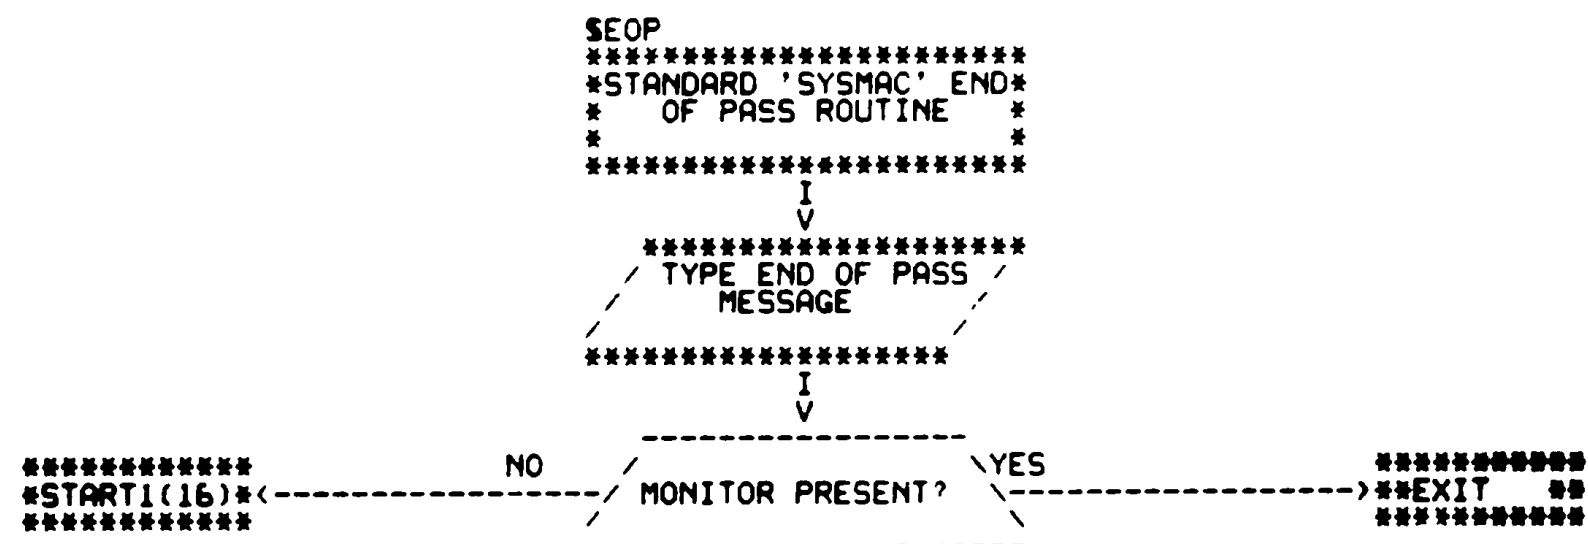 $EOP
***********************
*STANDARD 'SYSMAC' END*
*   OF PASS ROUTINE   *
*                     *
***********************
I
V
********************
/ TYPE END OF PASS /
/ MESSAGE /
/ /
*******************
I
V
-----------------
************ NO / \YES ***********
*START1(16)*<------------------/ MONITOR PRESENT? \------------------>**EXIT **
************ / \ ***********